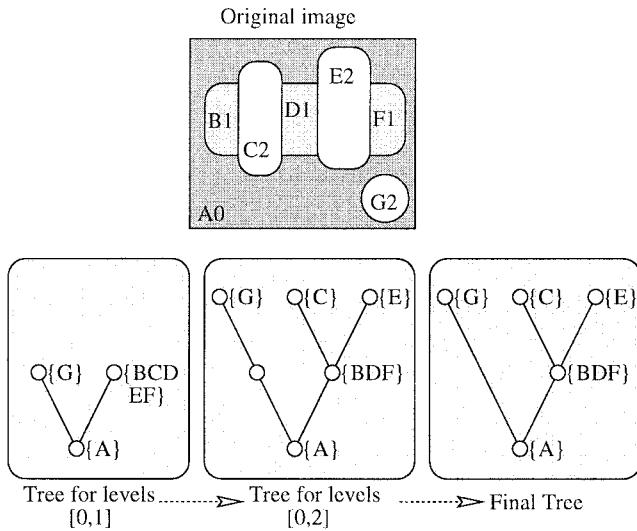 Original image
E2
D1
B1
F1
C2
G2
A0
{G} {C} {E}
{G} {C} {E}
{G} {BCD
EF}
{BDF}
{BDF}
{A}
{A}
{A}
Tree for levels
[0,1]
Tree for levels
[0,2]
Final Tree